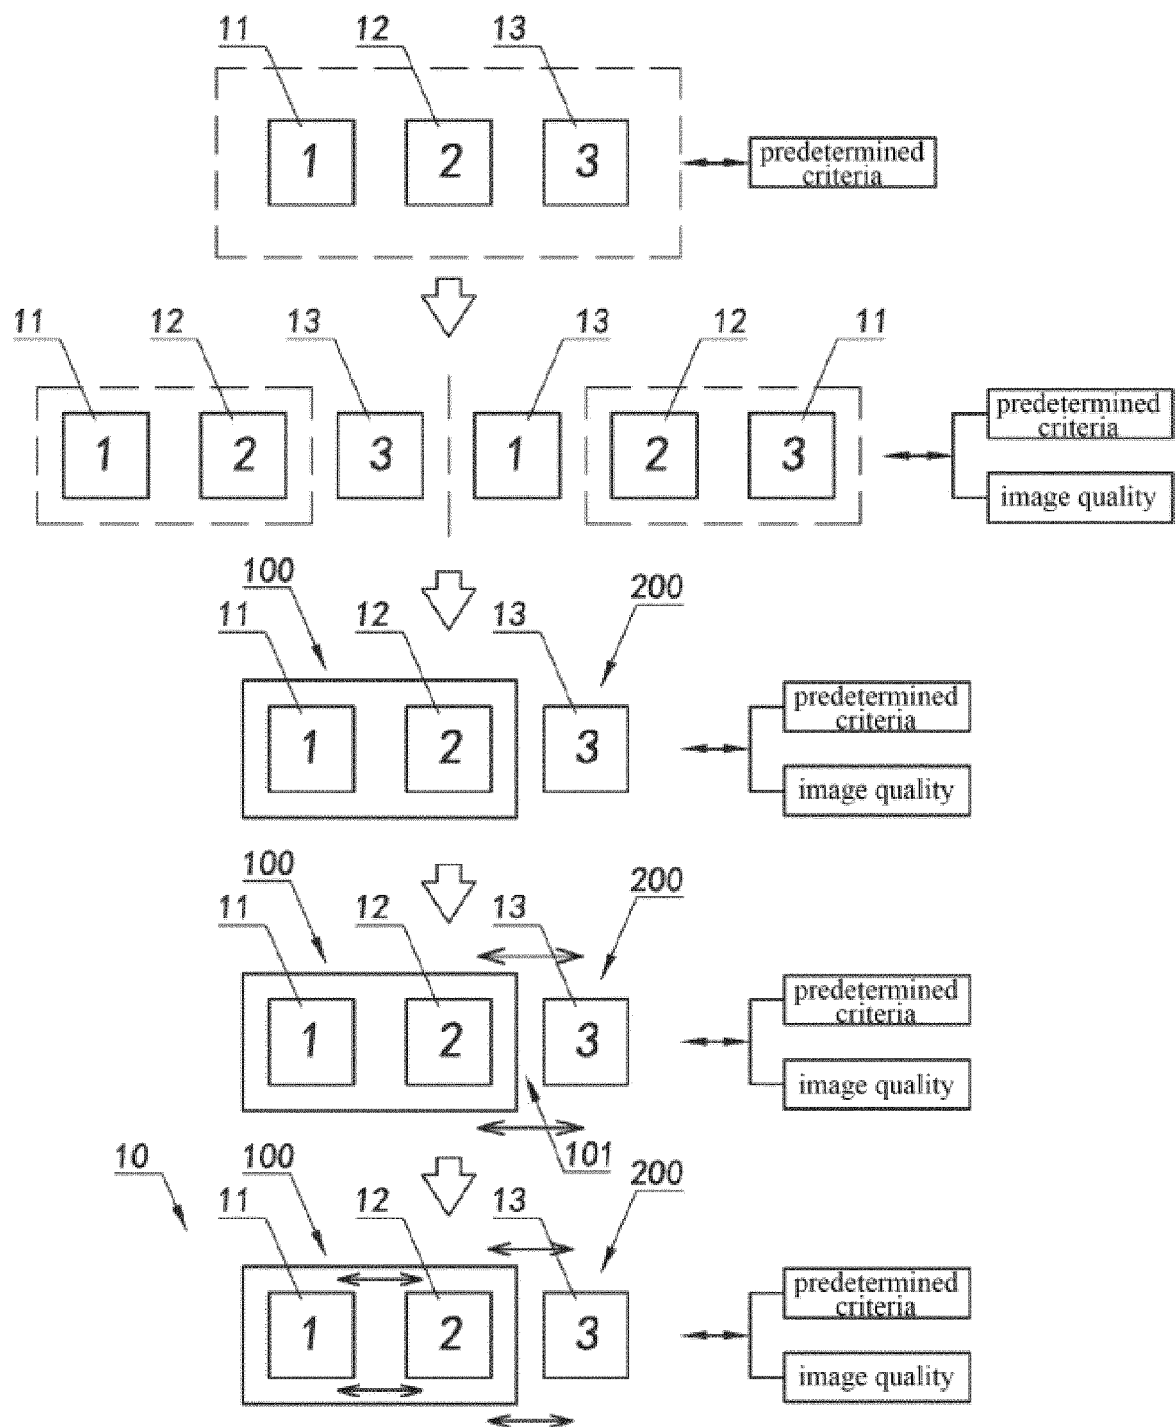 11 12 13
1 2 3
predetermined
criteria
11 12 13 13 12 11
1 2 3 1 2 3
predetermined
criteria
image quality
100 200
11 12 13
1 2 3
predetermined
criteria
image quality
100 200
11 12 13
1 2 3
predetermined
criteria
image quality
101
10 100 200
11 12 13
1 2 3
predetermined
criteria
image quality